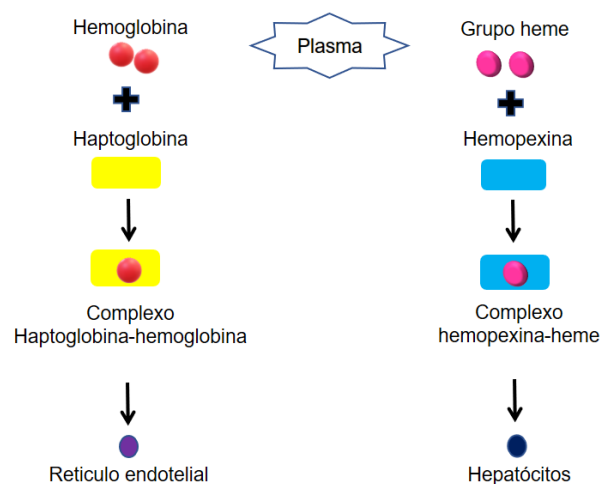 Hemoglobina
Plasma
Grupo heme
Haptoglobina
Hemopexina
Complexo
Haptoglobina-hemoglobina
Complexo
hemopexina-heme
Reticulo endotelial
Hepatócitos